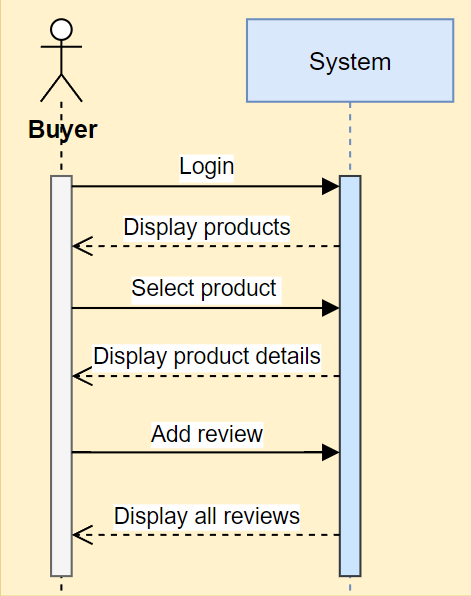 System
Buyer
Login
Display products
Select product
Display product details
Add review
Display all reviews